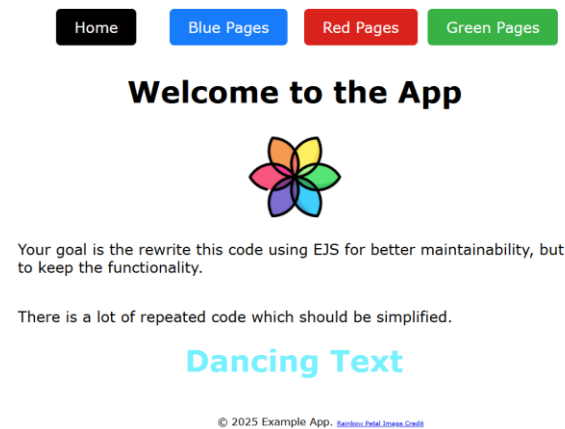 Home Blue Pages Red Pages Green Pages
Welcome to the App
Your goal is the rewrite this code using EJS for better maintainability, but
to keep the functionality.
There is a lot of repeated code which should be simplified.
Dancing Text
© 2025 Example App. Rainbow Petal Image Credit